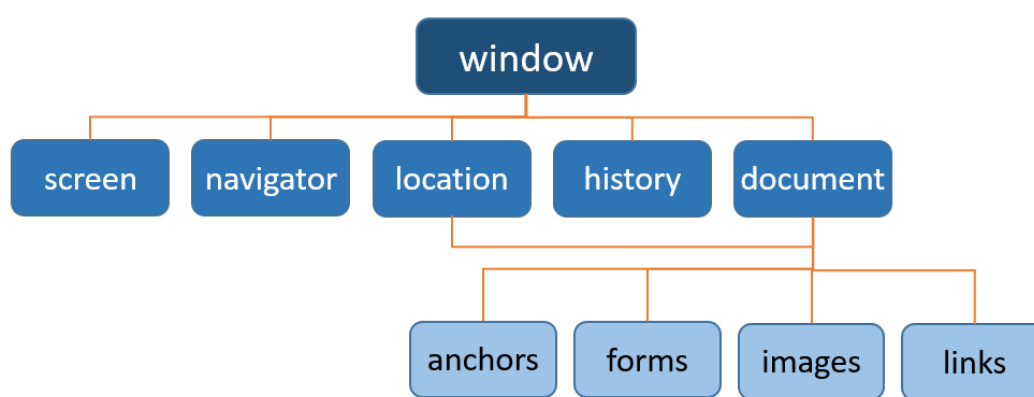 window
screen navigator location history document
anchors forms images links